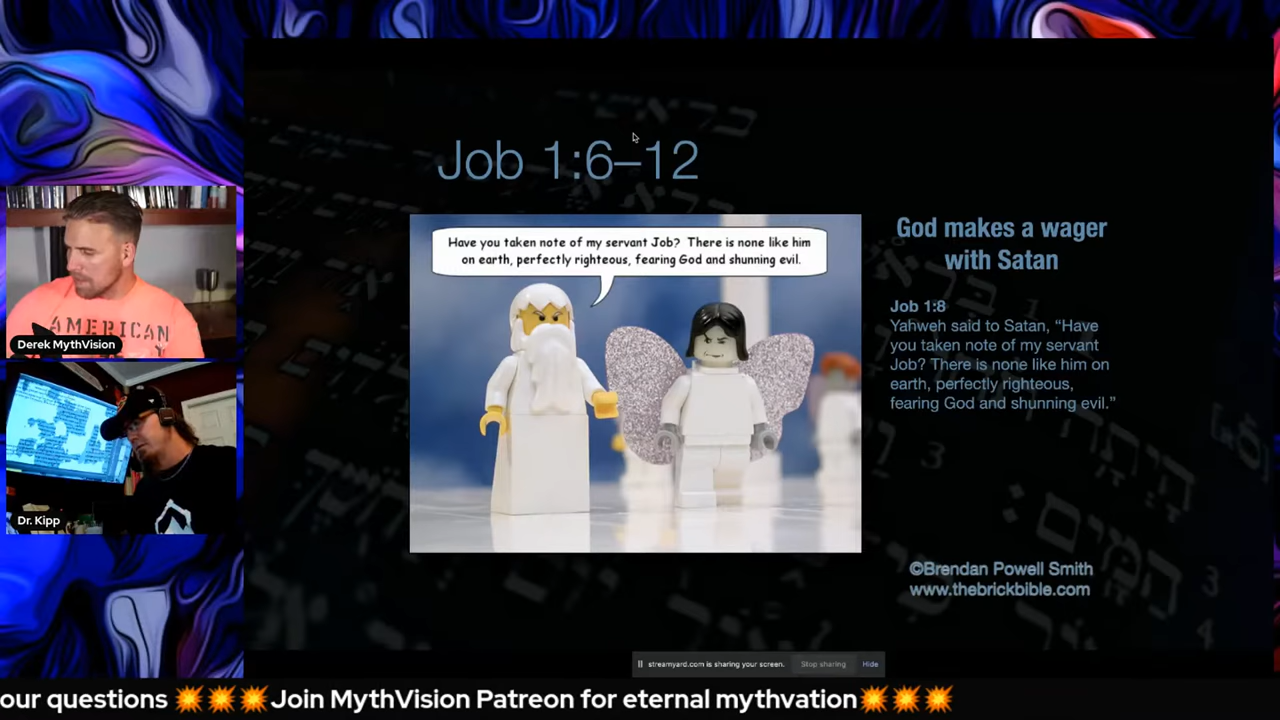 Job 1:6–12
Have you taken note of my servant Job? There is none like him
on earth, perfectly righteous, fearing God and shunning evil.
God makes a wager
with Satan
Job 1:8
Yahweh said to Satan, “Have
you taken note of my servant
Job? There is none like him on
earth, perfectly righteous,
fearing God and shunning evil.”
©Brendan Powell Smith
www.thebrickbible.com
AMERICAN
Derek MythVision
Dr. Kipp
streamyard.com is sharing your screen.
Stop sharing
Hide
our questions 💥💥💥Join MythVision Patreon for eternal mythvation💥💥💥